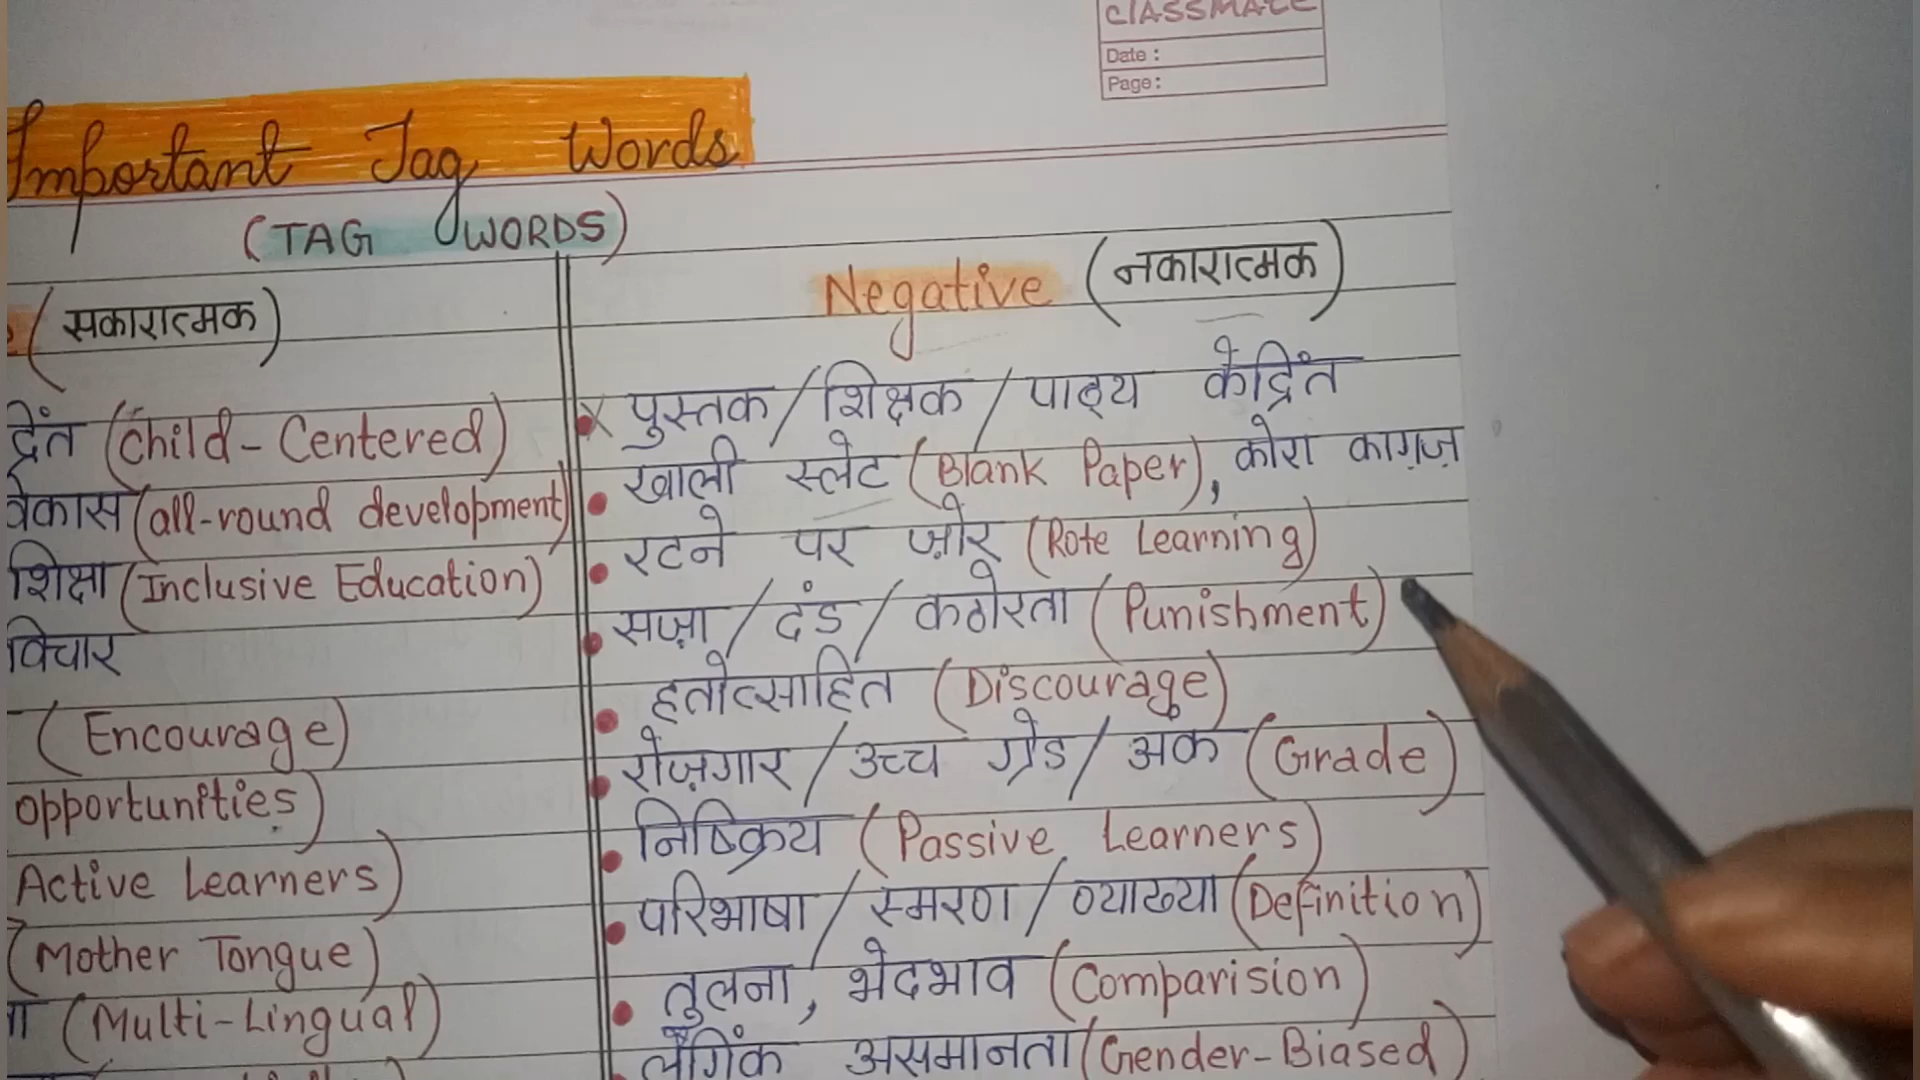 CLASSMATE
Date :
Page :
Important Tag Words
(TAG WORDS)
(सकारात्मक)
Negative (नकारात्मक)
द्रिंत (Child-Centered)
विकास (all-round development)
शिक्षा (Inclusive Education)
विचार
(Encourage)
opportunities)
Active Learners)
(Mother Tongue)
(Multi-Lingual)
x पुस्तक / शिक्षक / पाठ्य केंद्रिंत
• खाली स्लेट (Blank Paper), कोरा काग़ज़
• रटने पर ज़ोर (Rote Learning)
• सज़ा / दंड / कठोरता (Punishment)
• हतोत्साहित (Discourage)
• रोज़गार / उच्च ग्रेड / अंक (Grade)
• निष्क्रिय (Passive Learners)
• परिभाषा / स्मरण / व्याख्या (Definition)
• तुलना, भेदभाव (Comparision)
• लैंगिंक असमानता (Gender-Biased)